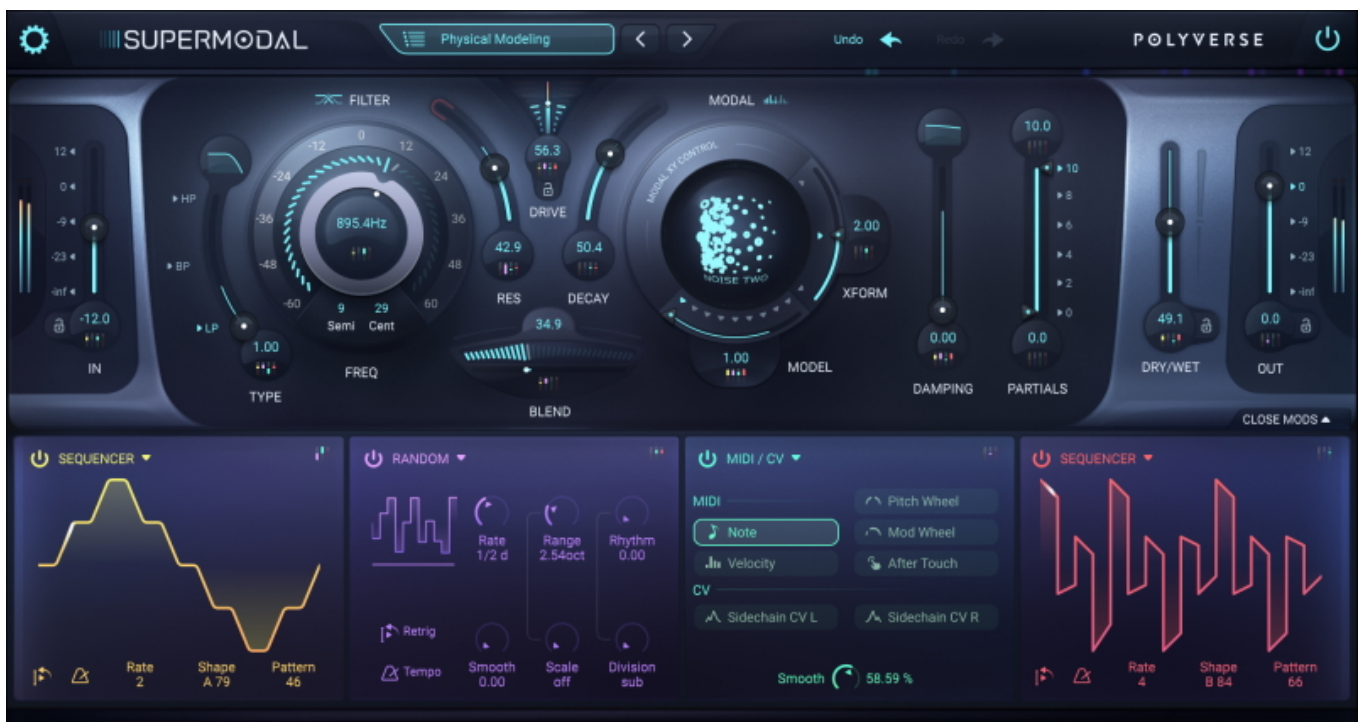 SUPERMODAL
Physical Modeling
Undo
Redo
POLYVERSE
FILTER
MODAL
12
0
-9
-23
-inf
-12.0
IN
HP
BP
LP
1.00
TYPE
-60
-48
-36
-24
-12
0
12
24
36
48
60
895.4Hz
9
Semi
29
Cent
FREQ
56.3
DRIVE
42.9
RES
50.4
DECAY
34.9
BLEND
MODAL XY CONTROL
NOISE TWO
2.00
XFORM
1.00
MODEL
0.00
DAMPING
10.0
10
8
6
4
2
0
0.0
PARTIALS
49.1
DRY/WET
12
0
-9
-23
-inf
0.0
OUT
CLOSE MODS
SEQUENCER
Rate
2
Shape
A 79
Pattern
46
RANDOM
Rate
1/2 d
Range
2.54oct
Rhythm
0.00
Retrig
Tempo
Smooth
0.00
Scale
off
Division
sub
MIDI / CV
MIDI
Pitch Wheel
Note
Mod Wheel
Velocity
After Touch
CV
Sidechain CV L
Sidechain CV R
Smooth
58.59 %
SEQUENCER
Rate
4
Shape
B 84
Pattern
66